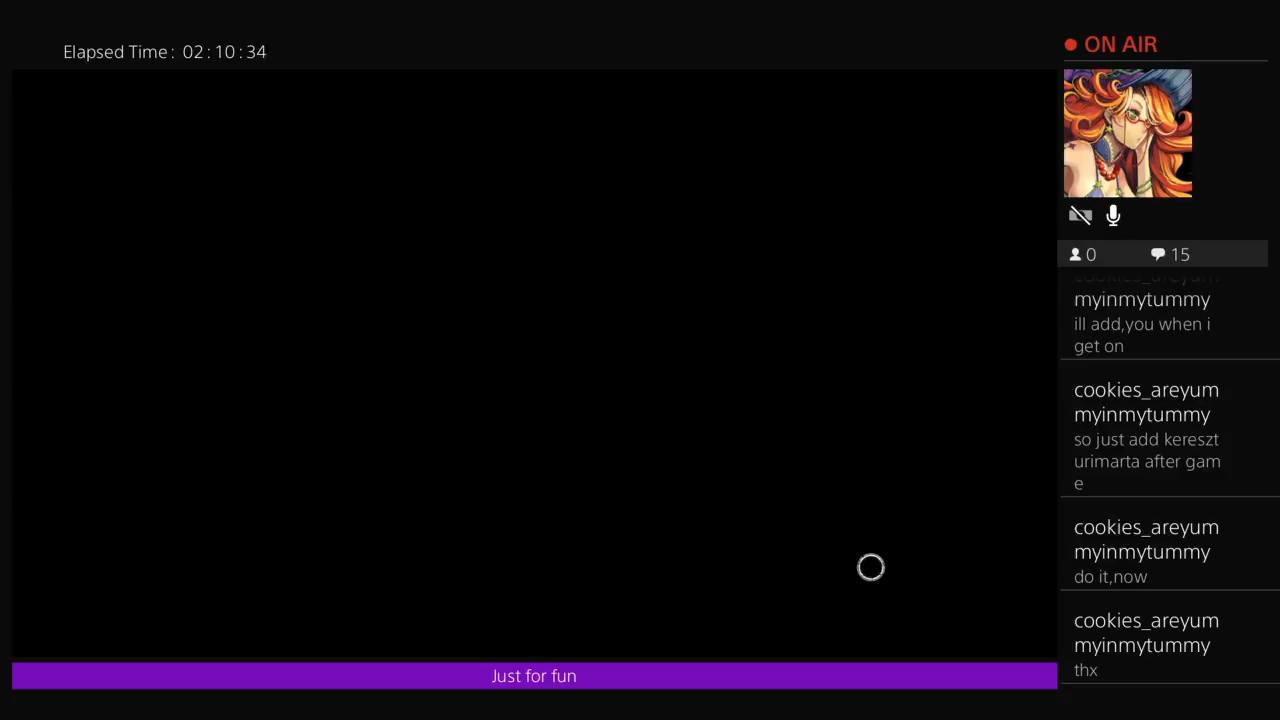 Elapsed Time: 02:10:34
ON AIR
0
15
cookies_areyum
myinmytummy
ill add,you when i
get on
cookies_areyum
myinmytummy
so just add kereszt
urimarta after gam
e
cookies_areyum
myinmytummy
do it,now
cookies_areyum
myinmytummy
thx
Just for fun